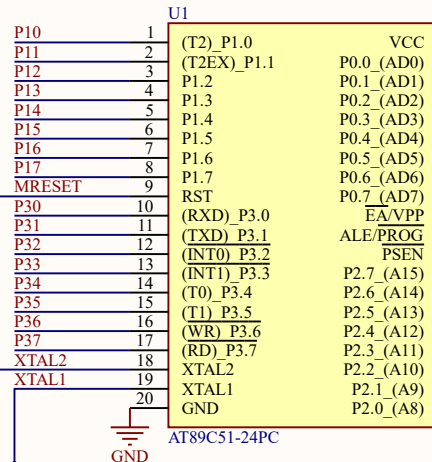 U1
P10 1 (T2)_P1.0 VCC
P11 2 (T2EX)_P1.1 P0.0_(AD0)
P12 3 P1.2 P0.1_(AD1)
P13 4 P1.3 P0.2_(AD2)
P14 5 P1.4 P0.3_(AD3)
P15 6 P1.5 P0.4_(AD4)
P16 7 P1.6 P0.5_(AD5)
P17 8 P1.7 P0.6_(AD6)
MRESET 9 RST P0.7_(AD7)
P30 10 (RXD)_P3.0 EA/VPP
P31 11 (TXD)_P3.1 ALE/PROG
P32 12 (INT0)_P3.2 PSEN
P33 13 (INT1)_P3.3 P2.7_(A15)
P34 14 (T0)_P3.4 P2.6_(A14)
P35 15 (T1)_P3.5 P2.5_(A13)
P36 16 (WR)_P3.6 P2.4_(A12)
P37 17 (RD)_P3.7 P2.3_(A11)
XTAL2 18 XTAL2 P2.2_(A10)
XTAL1 19 XTAL1 P2.1_(A9)
20 GND P2.0_(A8)
AT89C51-24PC
GND